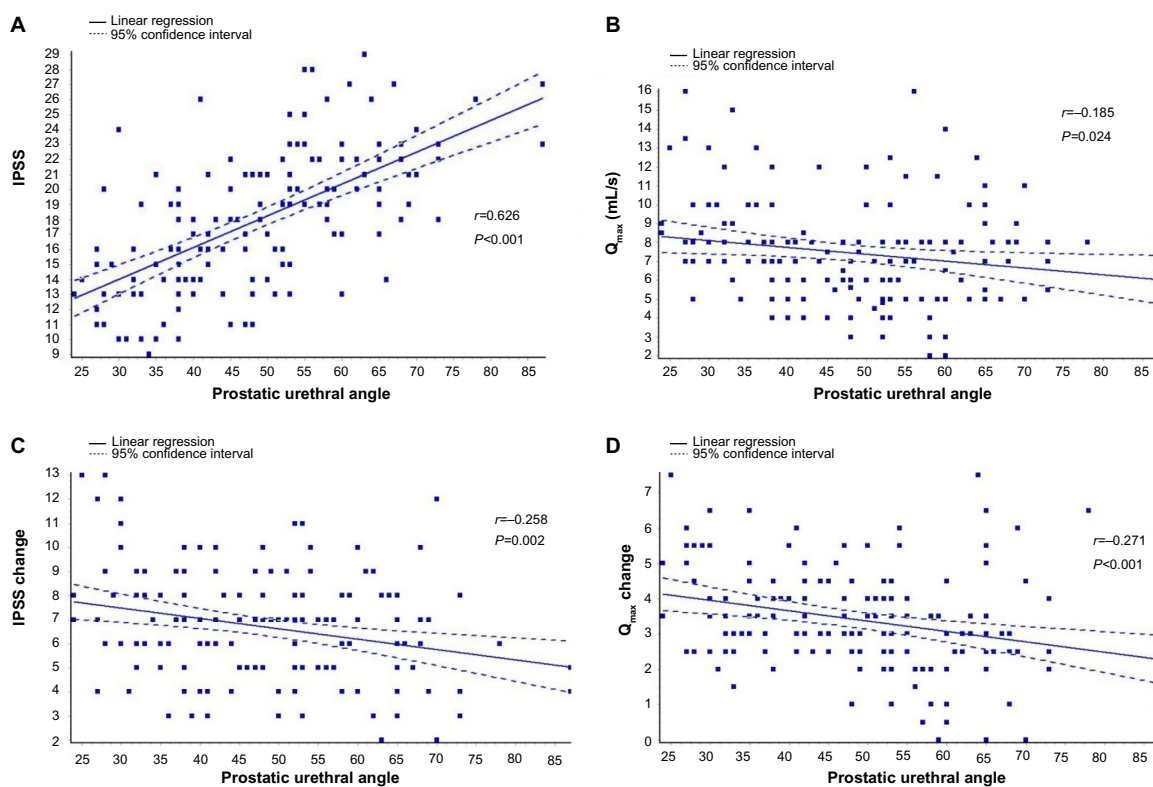 A
Linear regression
95% confidence interval
29
28
27
26
25
24
23
22
21
20
19
18
17
16
15
14
13
12
11
10
9
IPSS
r=0.626
P<0.001
25 30 35 40 45 50 55 60 65 70 75 80 85
Prostatic urethral angle
B
Linear regression
95% confidence interval
16
15
14
13
12
11
10
9
8
7
6
5
4
3
2
Qmax (mL/s)
r=–0.185
P=0.024
25 30 35 40 45 50 55 60 65 70 75 80 85
Prostatic urethral angle
C
Linear regression
95% confidence interval
13
12
11
10
9
8
7
6
5
4
3
2
IPSS change
r=–0.258
P=0.002
25 30 35 40 45 50 55 60 65 70 75 80 85
Prostatic urethral angle
D
Linear regression
95% confidence interval
7
6
5
4
3
2
1
0
Qmax change
r=–0.271
P<0.001
25 30 35 40 45 50 55 60 65 70 75 80 85
Prostatic urethral angle